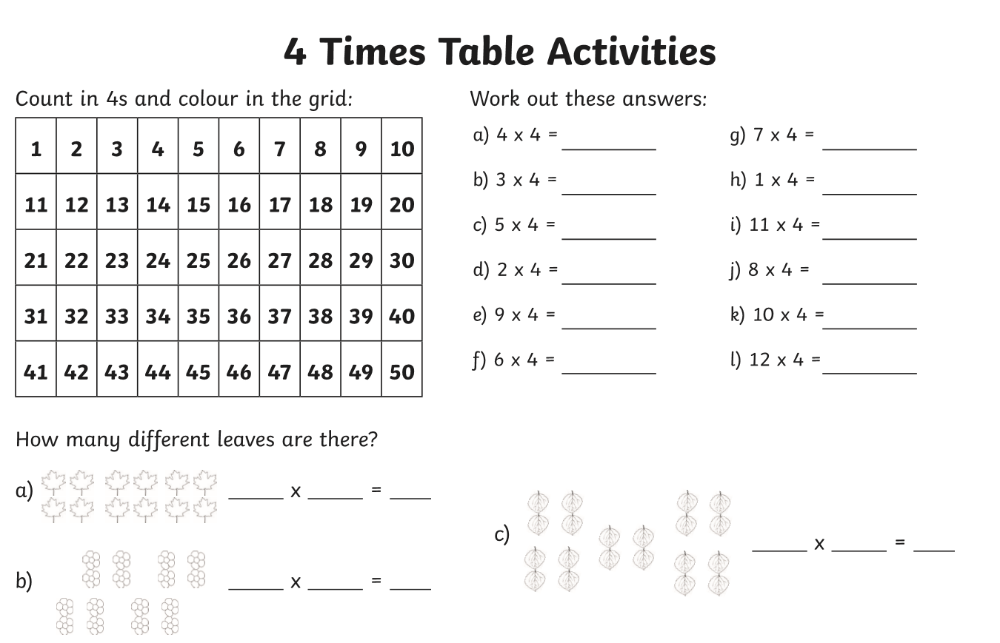 4 Times Table Activities
Count in 4s and colour in the grid:
1 2 3 4 5 6 7 8 9 10
11 12 13 14 15 16 17 18 19 20
21 22 23 24 25 26 27 28 29 30
31 32 33 34 35 36 37 38 39 40
41 42 43 44 45 46 47 48 49 50
Work out these answers:
a) 4 x 4 = ________
b) 3 x 4 = ________
c) 5 x 4 = ________
d) 2 x 4 = ________
e) 9 x 4 = ________
f) 6 x 4 = ________
g) 7 x 4 = ________
h) 1 x 4 = ________
i) 11 x 4 = ________
j) 8 x 4 = ________
k) 10 x 4 = ________
l) 12 x 4 = ________
How many different leaves are there?
a) _____ x _____ = ____
b) _____ x _____ = ____
c) _____ x _____ = ____